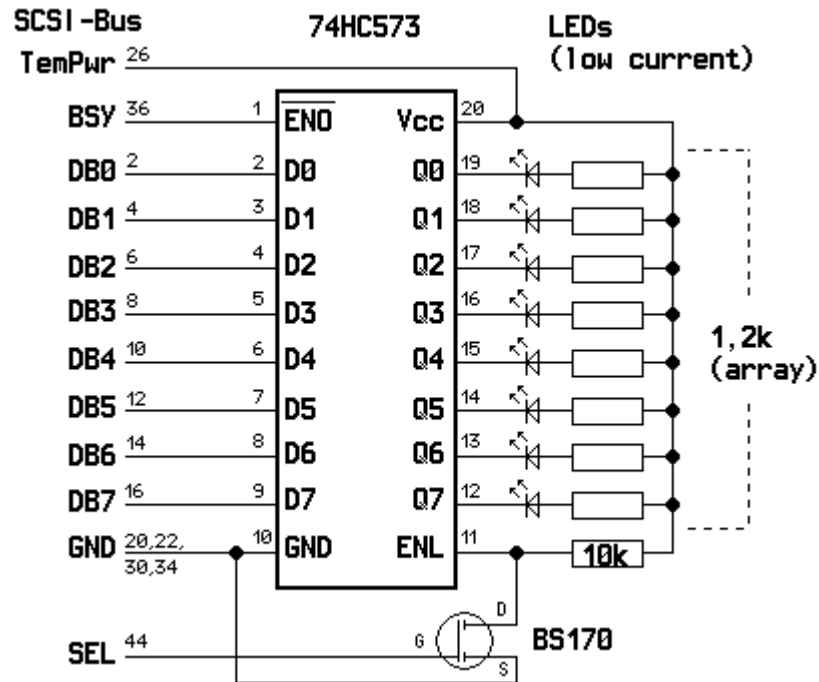 SCSI-Bus 74HC573 LEDs
TemPwr 26 (low current)
BSY 36 1 ENO Vcc 20
DB0 2 2 D0 Q0 19
DB1 4 3 D1 Q1 18
DB2 6 4 D2 Q2 17
DB3 8 5 D3 Q3 16
1,2k
DB4 10 6 D4 Q4 15 (array)
DB5 12 7 D5 Q5 14
DB6 14 8 D6 Q6 13
DB7 16 9 D7 Q7 12
GND 20,22, 10 GND ENL 11 10k
30,34
D
SEL 44 G BS170
S